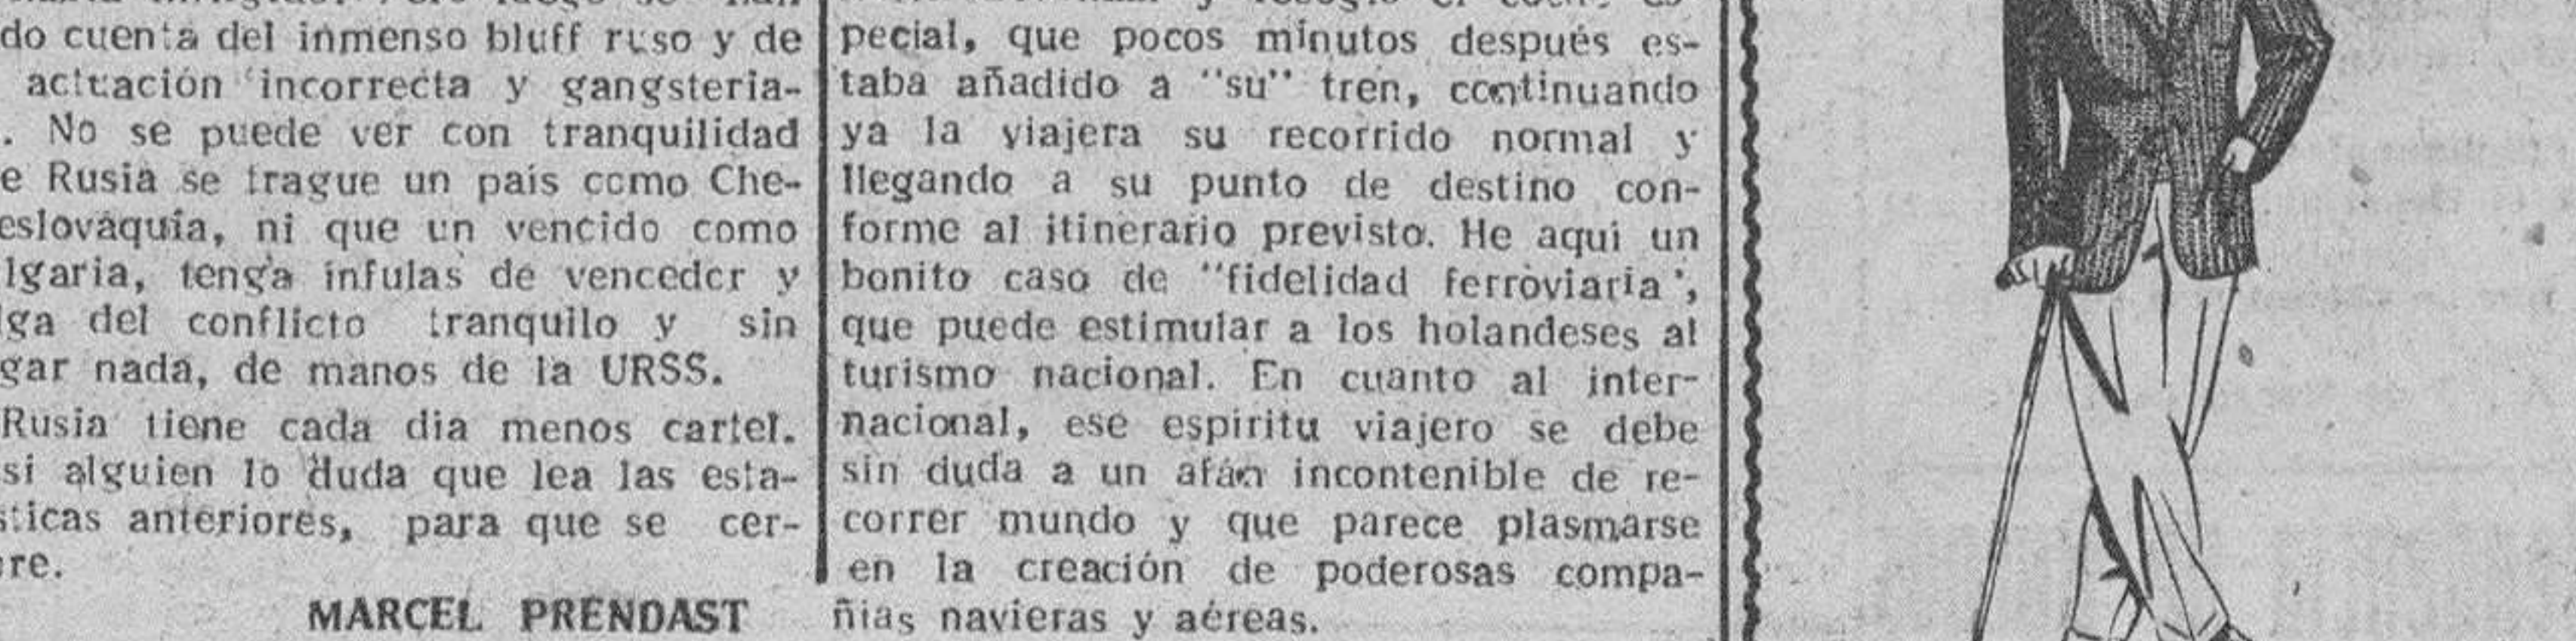 do cuenta del inmenso bluff ruso y de
actuación incorrecta y gangsteria-
. No se puede ver con tranquilidad
e Rusia se trague un país como Che-
eslovaquia, ni que un vencido como
lgaria, tenga ínfulas de vencedor y
lga del conflicto tranquilo y sin
gar nada, de manos de la URSS.
Rusia tiene cada dia menos cartel.
si alguien lo duda que lea las esta-
sticas anteriores, para que se cer-
re.
MARCEL PRENDAST
pecial, que pocos minutos después es-
taba añadido a "su" tren, continuando
ya la viajera su recorrido normal y
llegando a su punto de destino con-
forme al itinerario previsto. He aqui un
bonito caso de "fidelidad ferroviaria",
que puede estimular a los holandeses al
turismo nacional. En cuanto al inter-
nacional, ese espiritu viajero se debe
sin duda a un afán incontenible de re-
correr mundo y que parece plasmarse
en la creación de poderosas compa-
ñias navieras y aéreas.